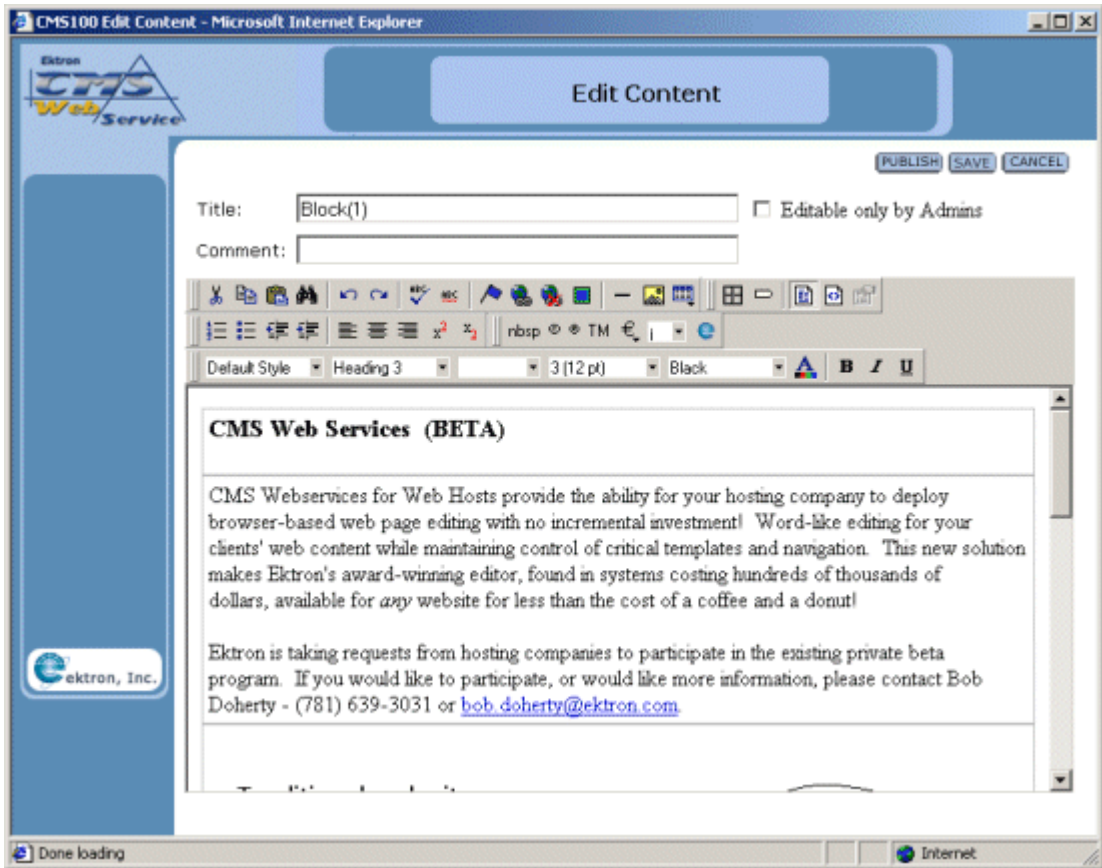 CMS100 Edit Content - Microsoft Internet Explorer
Ektron
CMS
Web
Service
Edit Content
PUBLISH SAVE CANCEL
Title: Block(1) Editable only by Admins
Comment:
ABC ABC
x² x₂ nbsp © ® TM € i
Default Style Heading 3 3 (12 pt) Black A B I U
CMS Web Services (BETA)
CMS Webservices for Web Hosts provide the ability for your hosting company to deploy
browser-based web page editing with no incremental investment! Word-like editing for your
clients' web content while maintaining control of critical templates and navigation. This new solution
makes Ektron's award-winning editor, found in systems costing hundreds of thousands of
dollars, available for any website for less than the cost of a coffee and a donut!
Ektron is taking requests from hosting companies to participate in the existing private beta
program. If you would like to participate, or would like more information, please contact Bob
Doherty - (781) 639-3031 or bob.doherty@ektron.com.
ektron, Inc.
Done loading Internet